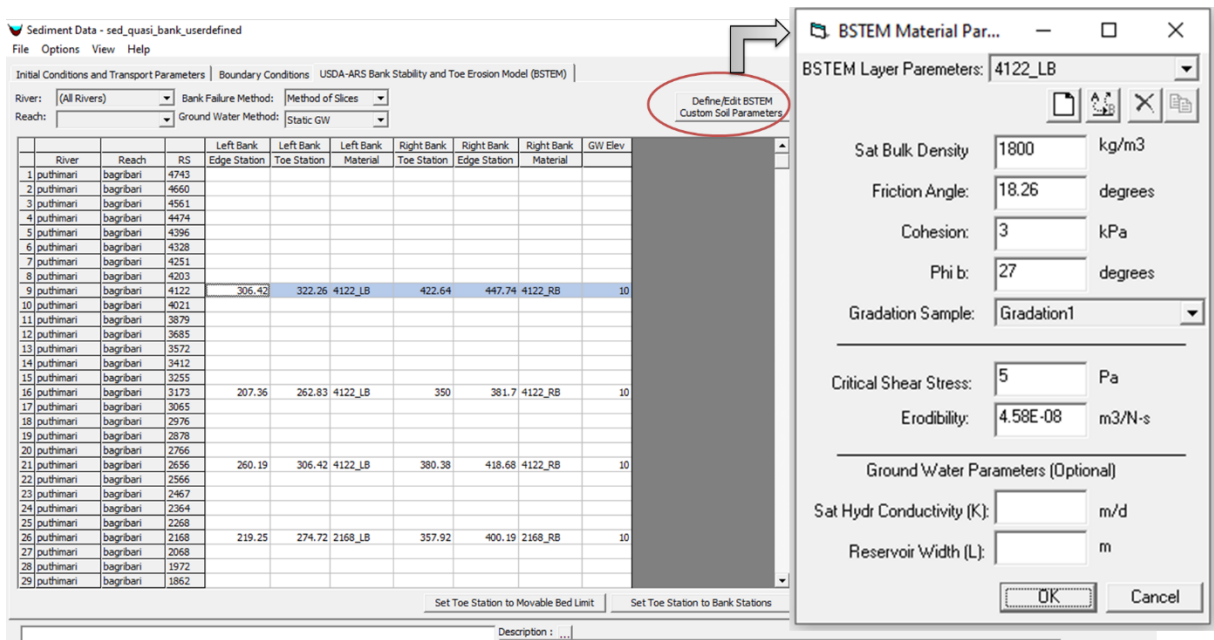 Sediment Data - sed_quasi_bank_userdefined
File Options View Help
Initial Conditions and Transport Parameters | Boundary Conditions USDA-ARS Bank Stability and Toe Erosion Model (BSTEM)
River: (All Rivers) Bank Failure Method: Method of Slices
Reach: Ground Water Method: Static GW
Define/Edit BSTEM
Custom Soil Parameters
Left Bank Left Bank Left Bank Right Bank Right Bank Right Bank GW Elev
River Reach RS Edge Station Toe Station Material Toe Station Edge Station Material
1 puthimari bagribari 4743
2 puthimari bagribari 4660
3 puthimari bagribari 4561
4 puthimari bagribari 4474
5 puthimari bagribari 4396
6 puthimari bagribari 4328
7 puthimari bagribari 4251
8 puthimari bagribari 4203
9 puthimari bagribari 4122 306.42 322.26 4122_LB 422.64 447.74 4122_RB 10
10 puthimari bagribari 4021
11 puthimari bagribari 3879
12 puthimari bagribari 3685
13 puthimari bagribari 3572
14 puthimari bagribari 3412
15 puthimari bagribari 3255
16 puthimari bagribari 3173 207.36 262.83 4122_LB 350 381.7 4122_RB 10
17 puthimari bagribari 3065
18 puthimari bagribari 2976
19 puthimari bagribari 2878
20 puthimari bagribari 2766
21 puthimari bagribari 2656 260.19 306.42 4122_LB 380.38 418.68 4122_RB 10
22 puthimari bagribari 2566
23 puthimari bagribari 2467
24 puthimari bagribari 2364
25 puthimari bagribari 2268
26 puthimari bagribari 2168 219.25 274.72 2168_LB 357.92 400.19 2168_RB 10
27 puthimari bagribari 2068
28 puthimari bagribari 1972
29 puthimari bagribari 1862
Set Toe Station to Movable Bed Limit Set Toe Station to Bank Stations
Description : ...
BSTEM Material Par...
BSTEM Layer Paremeters: 4122_LB
Sat Bulk Density 1800 kg/m3
Friction Angle: 18.26 degrees
Cohesion: 3 kPa
Phi b: 27 degrees
Gradation Sample: Gradation1
Critical Shear Stress: 5 Pa
Erodibility: 4.58E-08 m3/N-s
Ground Water Parameters (Optional)
Sat Hydr Conductivity (K): m/d
Reservoir Width (L): m
OK Cancel